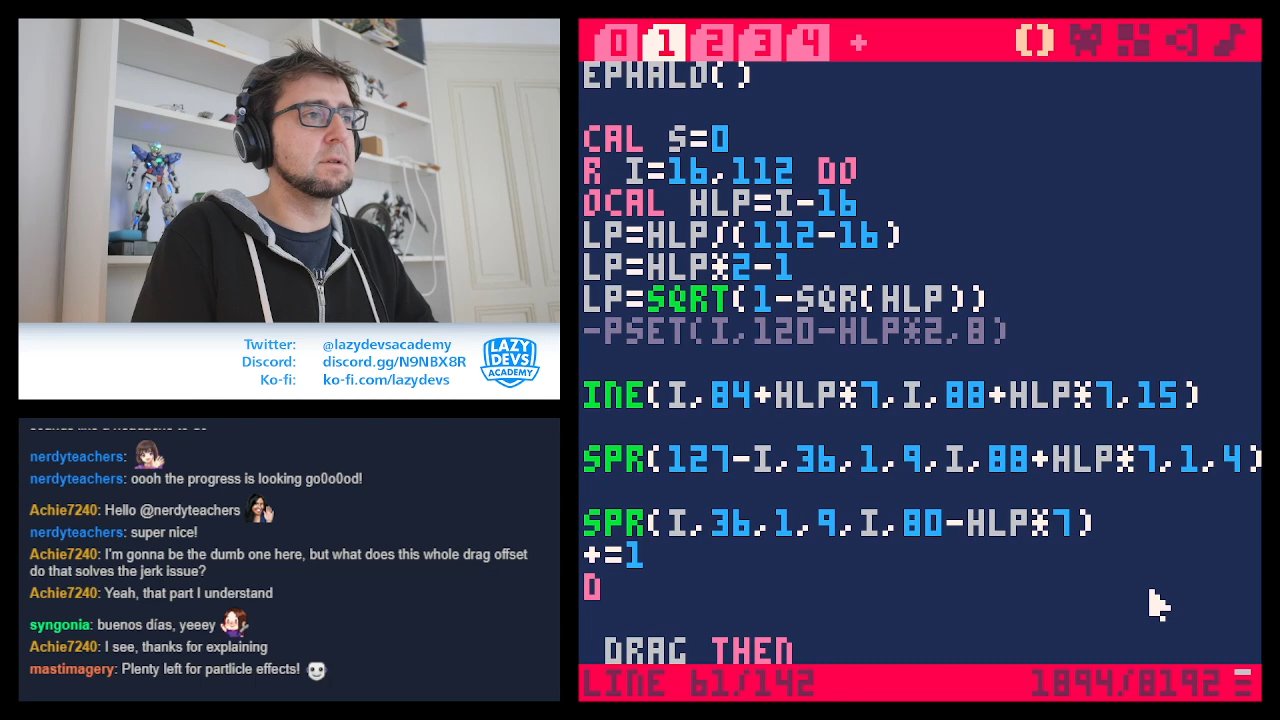 Twitter: @lazydevsacademy
Discord: discord.gg/N9NBX8R
Ko-fi: ko-fi.com/lazydevs
LAZY
DEVS
ACADEMY
nerdyteachers:
nerdyteachers: oooh the progress is looking go0o0od!
Achie7240: Hello @nerdyteachers
nerdyteachers: super nice!
Achie7240: I'm gonna be the dumb one here, but what does this whole drag offset
do that solves the jerk issue?
Achie7240: Yeah, that part I understand
syngonia: buenos días, yeeey
Achie7240: I see, thanks for explaining
mastimagery: Plenty left for partlicle effects!
0 1 2 3 4 +
CAL S=0
R I=16,112 DO
OCAL HLP=I-16
LP=HLP/(112-16)
LP=HLP*2-1
LP=SQRT(1-SQR(HLP))
-PSET(I,120-HLP*2,8)
INE(I,84+HLP*7,I,88+HLP*7,15)
SPR(127-I,36,1,9,I,88+HLP*7,1,4)
SPR(I,36,1,9,I,80-HLP*7)
+=1
D
DRAG THEN
LINE 61/142
1894/8192